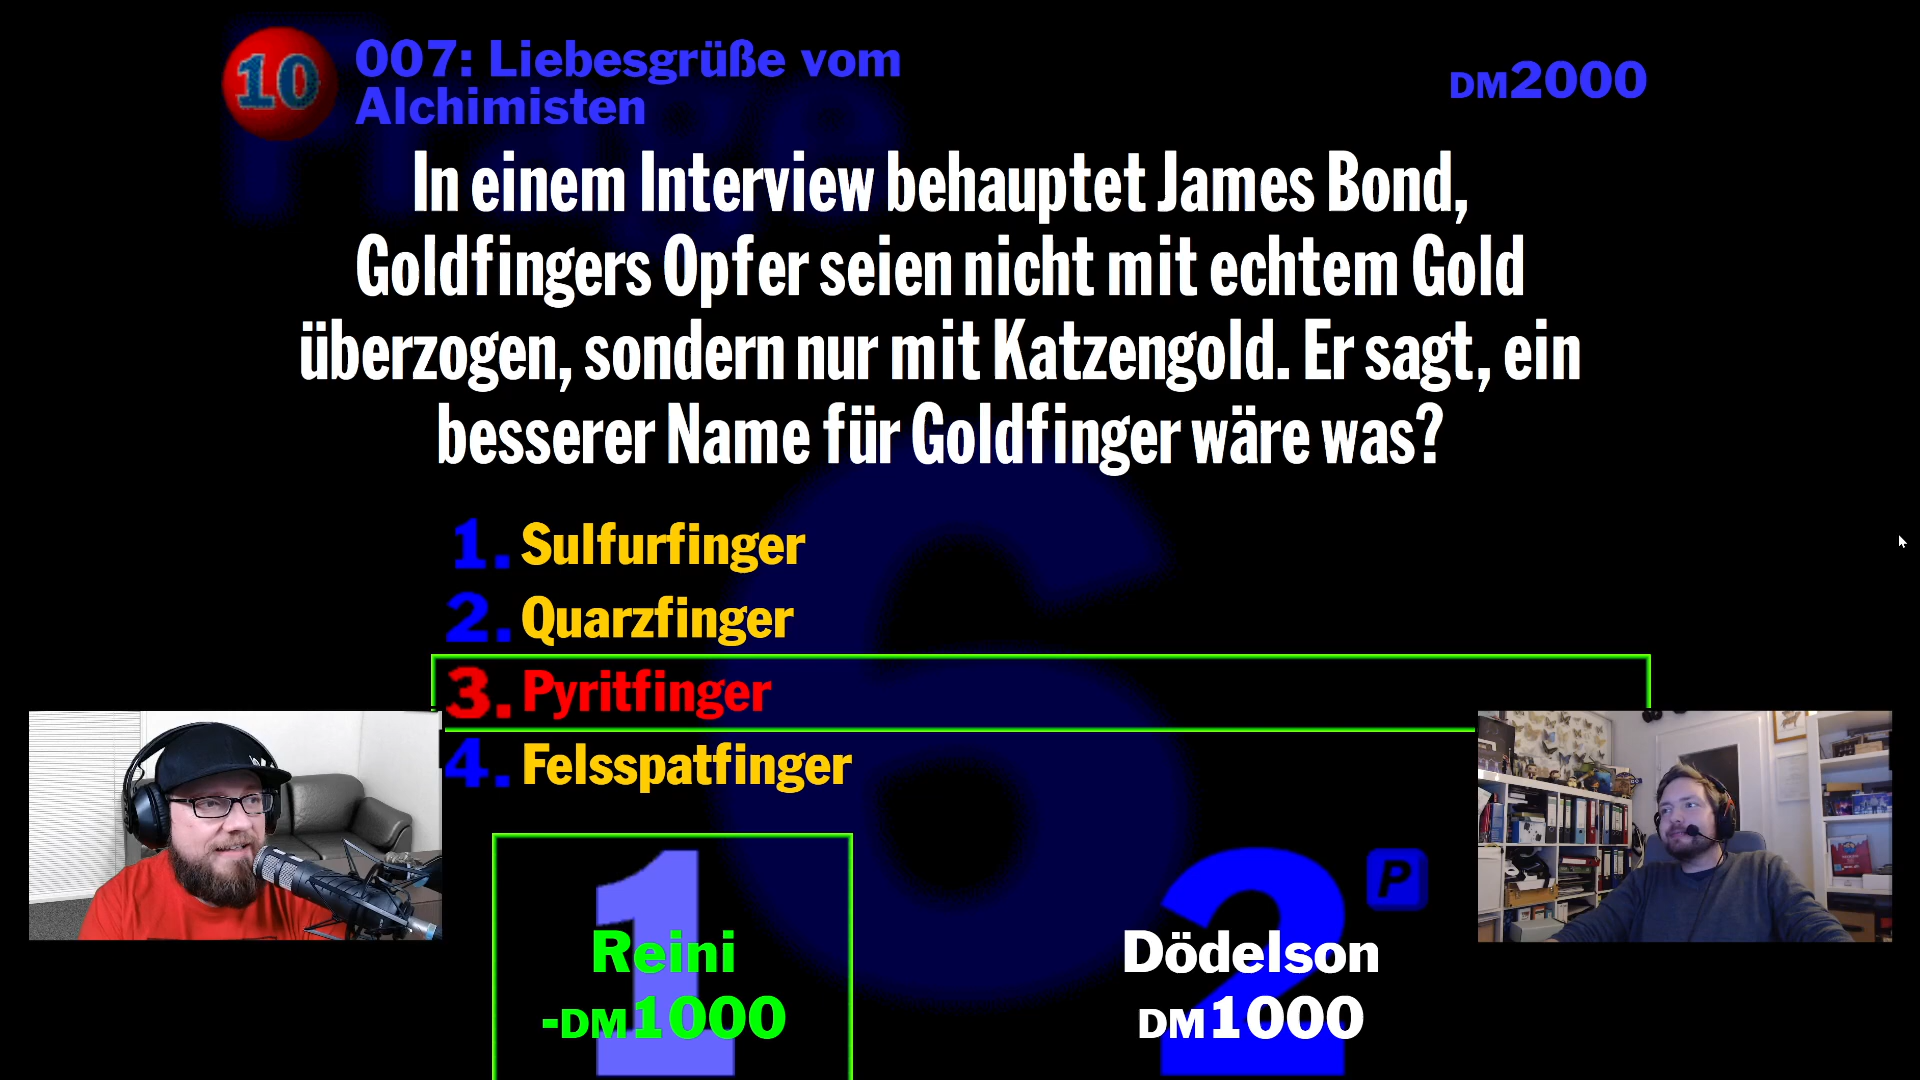 10
007: Liebesgrüße vom
Alchimisten
DM2000
In einem Interview behauptet James Bond,
Goldfingers Opfer seien nicht mit echtem Gold
überzogen, sondern nur mit Katzengold. Er sagt, ein
besserer Name für Goldfinger wäre was?
1. Sulfurfinger
2. Quarzfinger
3. Pyritfinger
4. Felsspatfinger
6
1
Reini
-DM1000
2
P
Dödelson
DM1000